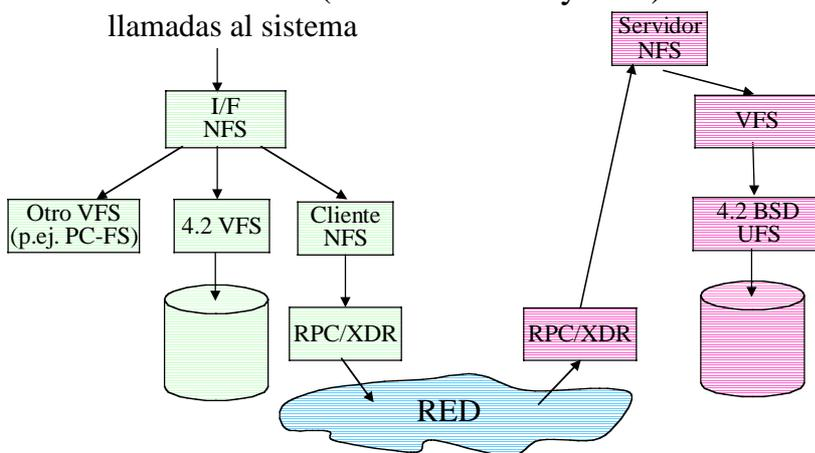 llamadas al sistema
Servidor
NFS
I/F
NFS
VFS
Otro VFS
(p.ej. PC-FS)
4.2 VFS
Cliente
NFS
4.2 BSD
UFS
RPC/XDR
RPC/XDR
RED